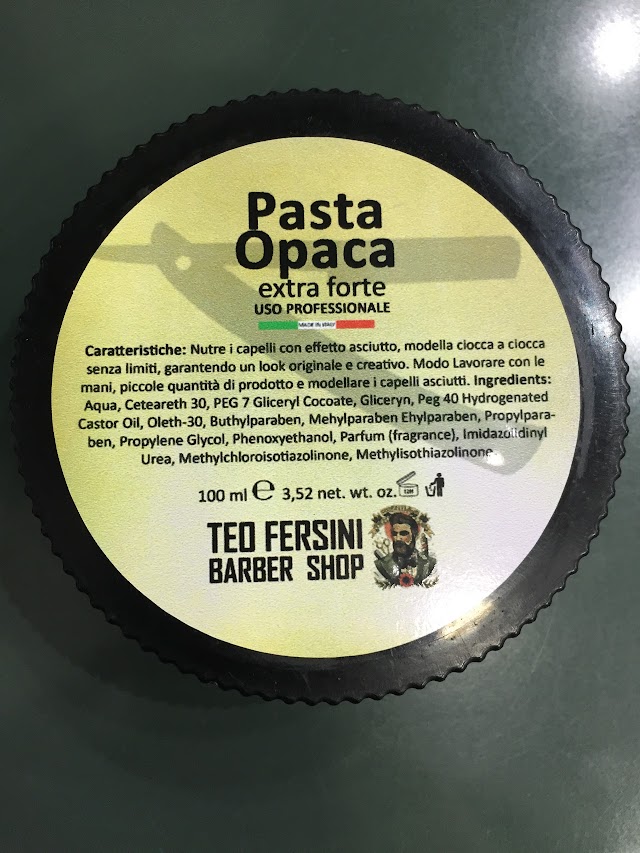 Pasta
Opaca
extra forte
USO PROFESSIONALE
MADE IN ITALY
Caratteristiche: Nutre i capelli con effetto asciutto, modella ciocca a ciocca
senza limiti, garantendo un look originale e creativo. Modo Lavorare con le
mani, piccole quantità di prodotto e modellare i capelli asciutti. Ingredients:
Aqua, Ceteareth 30, PEG 7 Gliceryl Cocoate, Gliceryn, Peg 40 Hydrogenated
Castor Oil, Oleth-30, Buthylparaben, Mehylparaben Ehylparaben, Propylpara-
ben, Propylene Glycol, Phenoxyethanol, Parfum (fragrance), Imidazolidinyl
Urea, Methylchloroisotiazolinone, Methylisothiazolinone
100 ml e 3,52 net. wt. oz. 12M
TEO FERSINI
BARBER SHOP